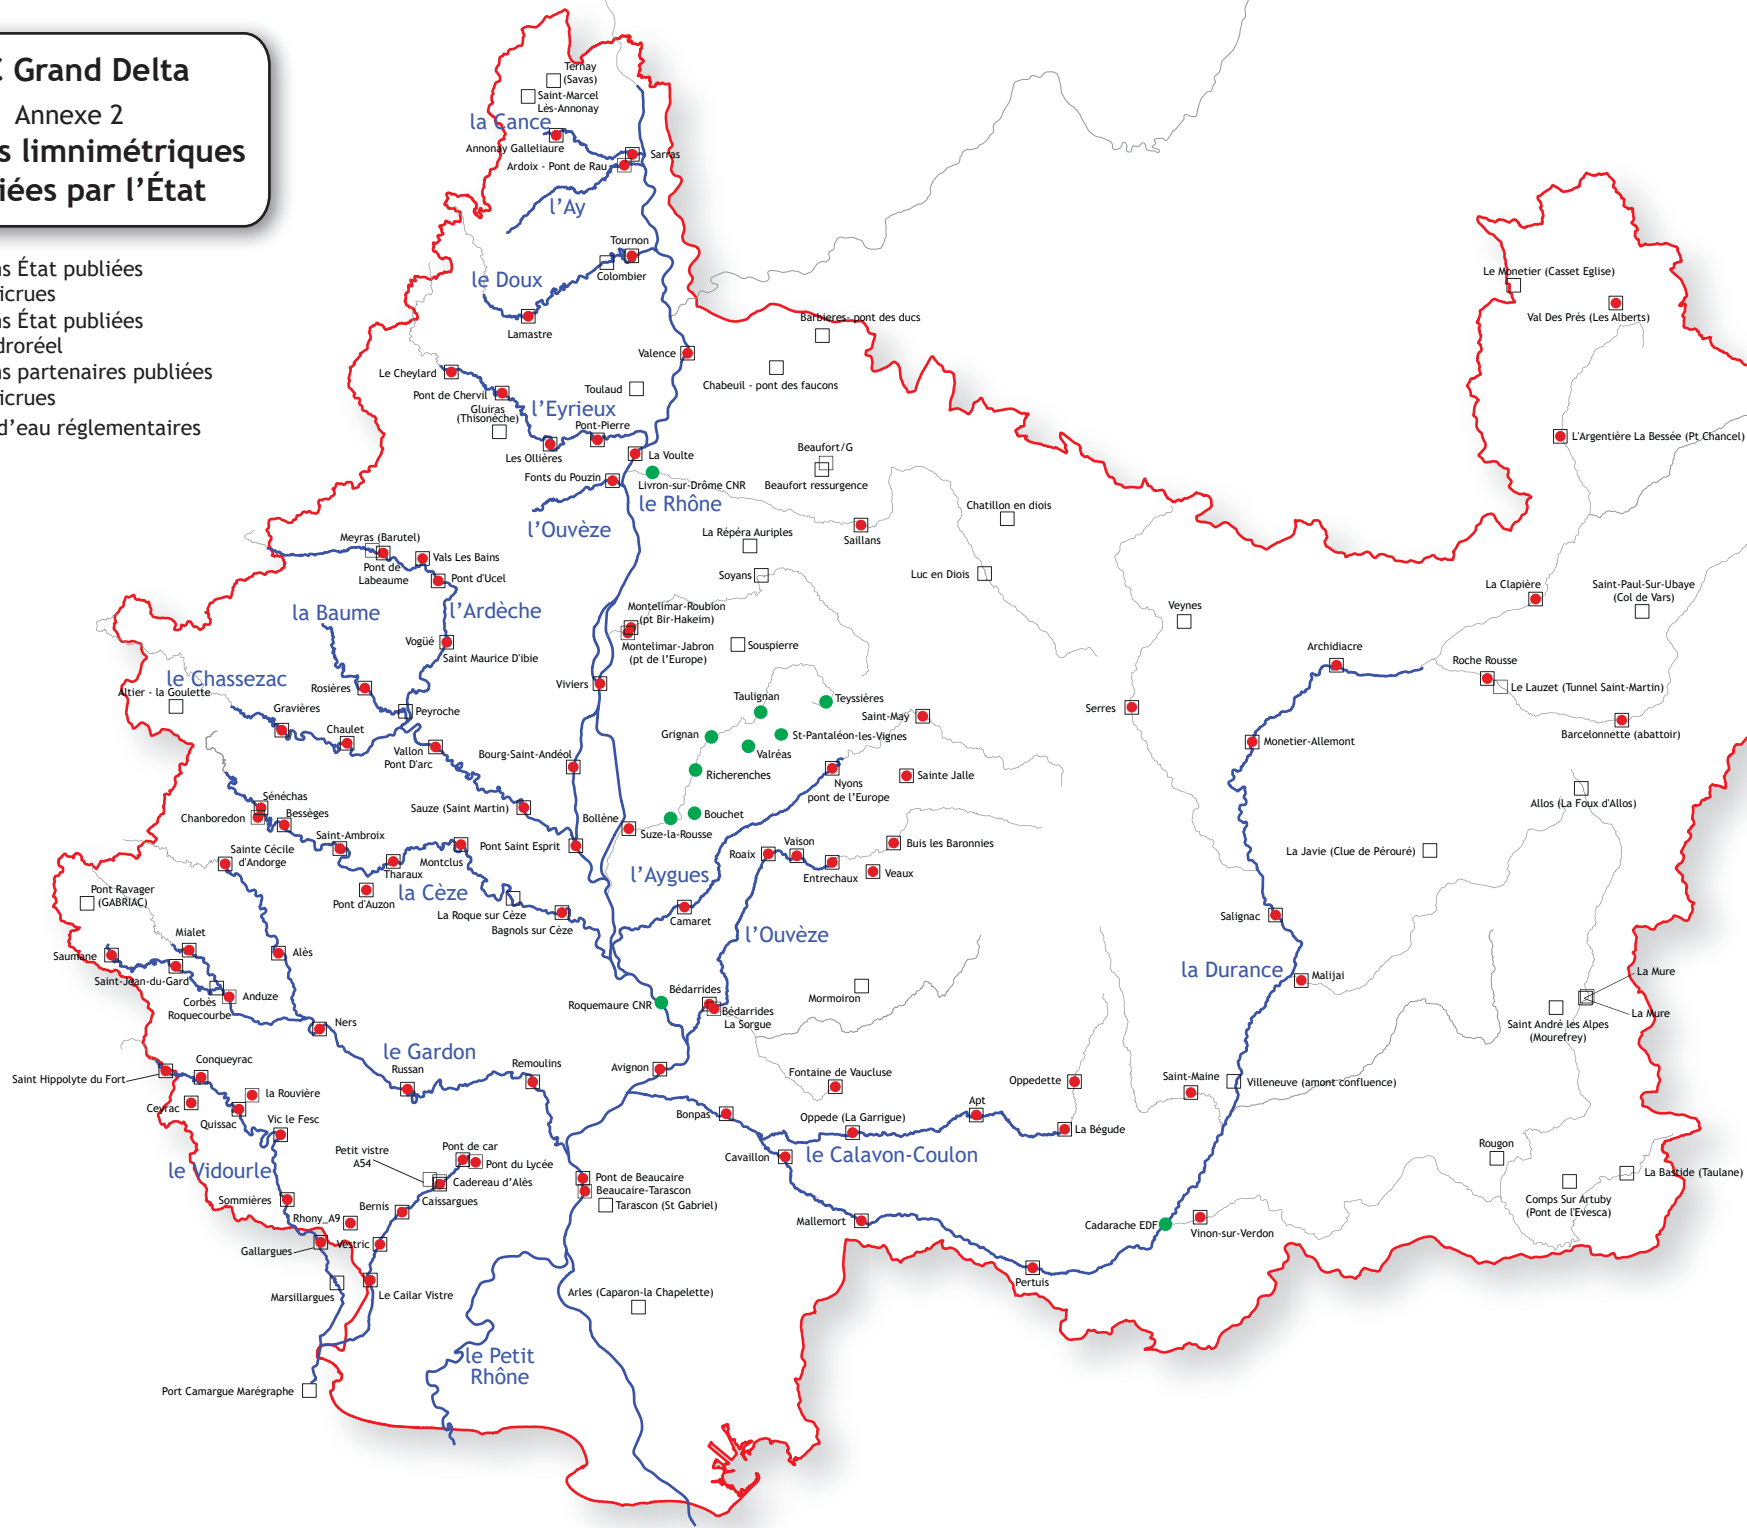 Grand Delta
Annexe 2
limnimétriques
par l’État
État publiées
État publiées
partenaires publiées
d’eau réglementaires
Ternay
(Savas)
Saint-Marcel
Lès-Annonay
la Cance
Annonay Galleliaure
Sarras
Ardoix - Pont de Rau
l’Ay
Tournon
Colombier
le Doux
Lamastre
Le Monetier (Casset Eglise)
Val Des Prés (Les Alberts)
Barbieres- pont des ducs
Valence
Le Cheylard
Chabeuil - pont des faucons
Toulaud
Pont de Chervil
Gluiras
(Thisonèche)
l’Eyrieux
Pont-Pierre
L'Argentière La Bessée (Pt Chancel)
Les Ollières
La Voulte
Beaufort/G
Fonts du Pouzin
Livron-sur-Drôme CNR
Beaufort ressurgence
le Rhône
Chatillon en diois
l’Ouvèze
La Répéra Auriples
Saillans
Meyras (Barutel)
Vals Les Bains
Pont de
Labeaume
Pont d'Ucel
Soyans
Luc en Diois
La Clapière
Saint-Paul-Sur-Ubaye
(Col de Vars)
la Baume
l’Ardèche
Montelimar-Roubion
(pt Bir-Hakeim)
Veynes
Vogüé
Montelimar-Jabron
(pt de l’Europe)
Souspierre
Saint Maurice D'ibie
Archidiacre
Roche Rousse
le Chassezac
Altier - la Goulette
Rosières
Viviers
Le Lauzet (Tunnel Saint-Martin)
Taulignan
Teyssières
Gravières
Peyroche
Saint-May
Serres
Chaulet
Grignan
St-Pantaléon-les-Vignes
Barcelonnette (abattoir)
Vallon
Pont D'arc
Bourg-Saint-Andéol
Valréas
Monetier-Allemont
Richerenches
Sainte Jalle
Nyons
pont de l’Europe
Sénéchas
Allos (La Foux d'Allos)
Chanboredon
Bessèges
Sauze (Saint Martin)
Bollène
Bouchet
Saint-Ambroix
Suze-la-Rousse
Sainte Cécile
d'Andorge
Montclus
Pont Saint Esprit
Vaison
Buis les Baronnies
La Javie (Clue de Pérouré)
Tharaux
Roaix
Entrechaux
Veaux
Pont Ravager
(GABRIAC)
Pont d'Auzon
la Cèze
l’Aygues
La Roque sur Cèze
Bagnols sur Cèze
Camaret
Salignac
Mialet
l’Ouvèze
Saumane
Alès
la Durance
Malijai
La Mure
Saint-Jean-du-Gard
Corbès
Anduze
Roquecourbe
Bédarrides
Mormoiron
Roquemaure CNR
Bédarrides
La Sorgue
La Mure
Saint André les Alpes
(Mourefrey)
Ners
le Gardon
Russan
Remoulins
Conqueyrac
Saint Hippolyte du Fort
Avignon
Fontaine de Vaucluse
Oppedette
Saint-Maine
Villeneuve (amont confluence)
la Rouvière
Ceyrac
Quissac
Vic le Fesc
Bonpas
Oppede (La Garrigue)
Apt
La Bégude
Petit vistre
A54
Pont de car
Pont du Lycée
Cavaillon
le Calavon-Coulon
Rougon
le Vidourle
Cadereau d’Alès
Pont de Beaucaire
Beaucaire-Tarascon
La Bastide (Taulane)
Sommières
Bernis
Caissargues
Tarascon (St Gabriel)
Comps Sur Artuby
(Pont de l'Evesca)
Rhony_A9
Mallemort
Cadarache EDF
Vinon-sur-Verdon
Gallargues
Vestric
Marsillargues
Le Cailar Vistre
Arles (Caparon-la Chapelette)
Pertuis
le Petit
Rhône
Port Camargue Marégraphe